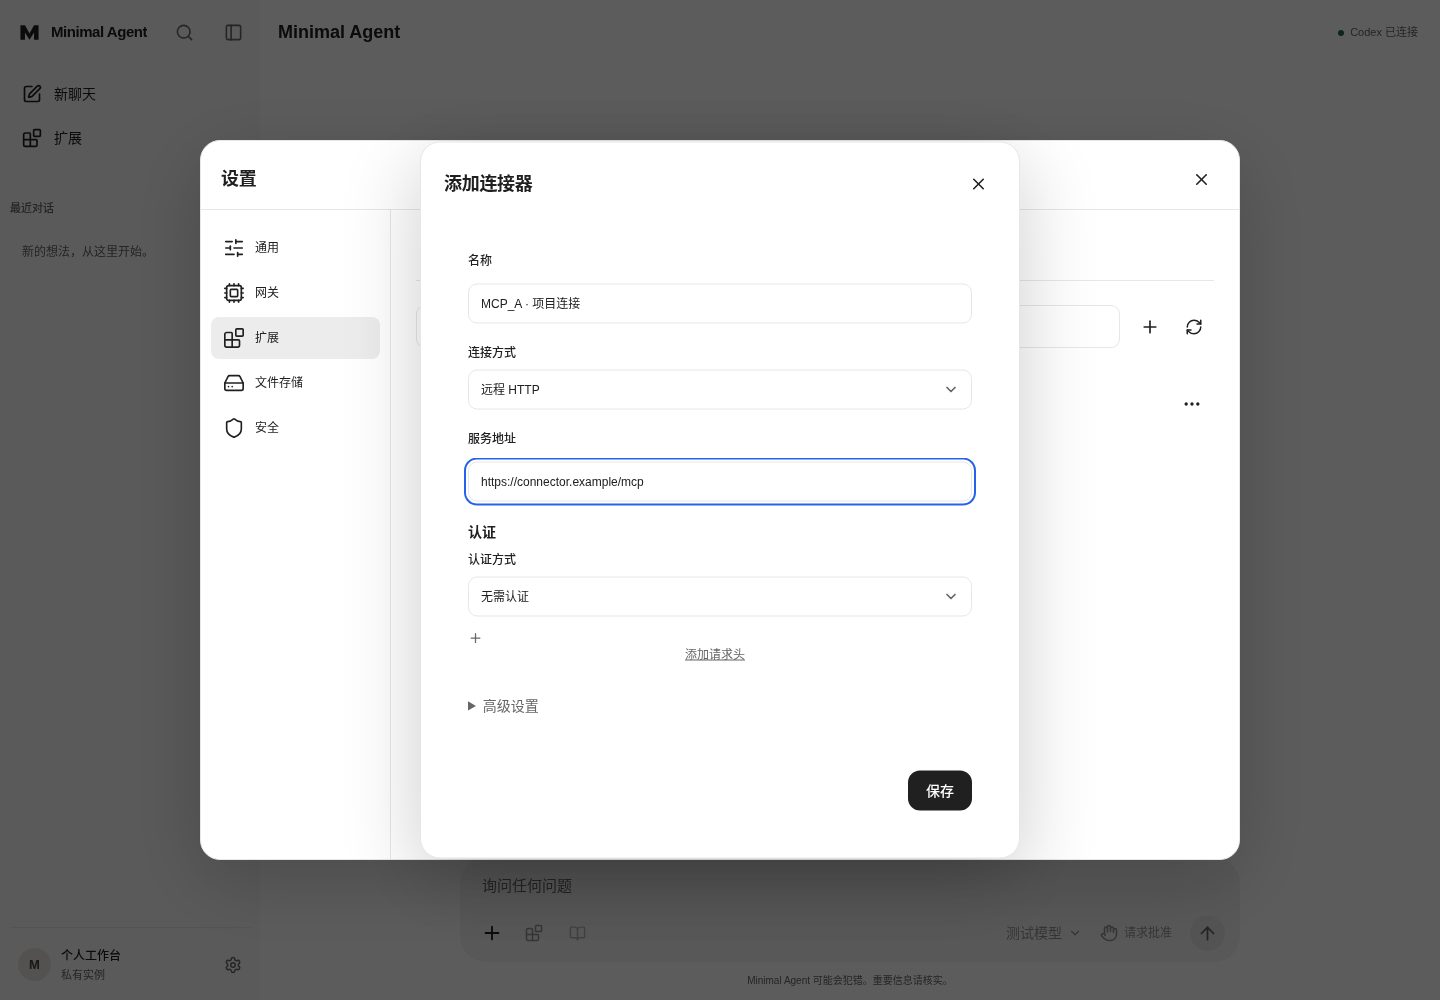 Minimal Agent
Minimal Agent
Codex 已连接
新聊天
扩展
最近对话
新的想法，从这里开始。
设置
通用
网关
扩展
文件存储
安全
添加连接器
名称
MCP_A · 项目连接
连接方式
远程 HTTP
服务地址
https://connector.example/mcp
认证
认证方式
无需认证
添加请求头
高级设置
保存
询问任何问题
测试模型
请求批准
M
个人工作台
私有实例
Minimal Agent 可能会犯错。重要信息请核实。